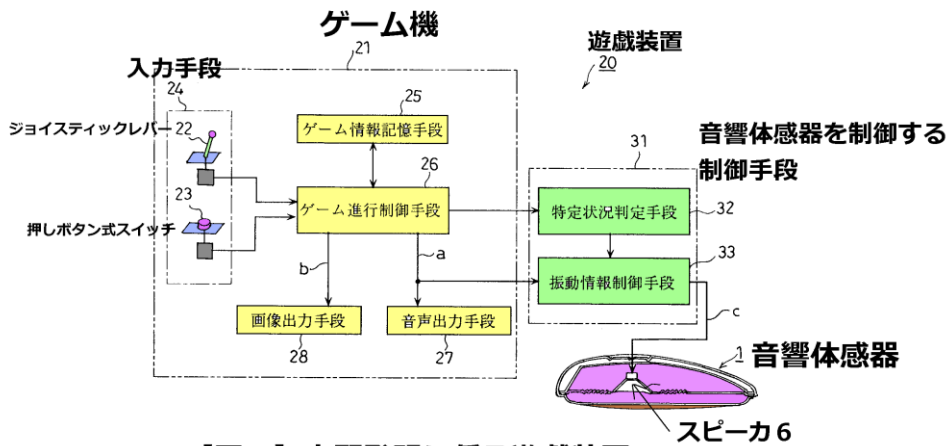 ゲーム機
21
遊戯装置
20
入力手段
24
ジョイスティックレバー
22
25
ゲーム情報記憶手段
31
音響体感器を制御する
制御手段
26
ゲーム進行制御手段
特定状況判定手段
32
23
押しボタン式スイッチ
b
a
33
振動情報制御手段
c
画像出力手段
音声出力手段
28
27
1
音響体感器
スピーカ6